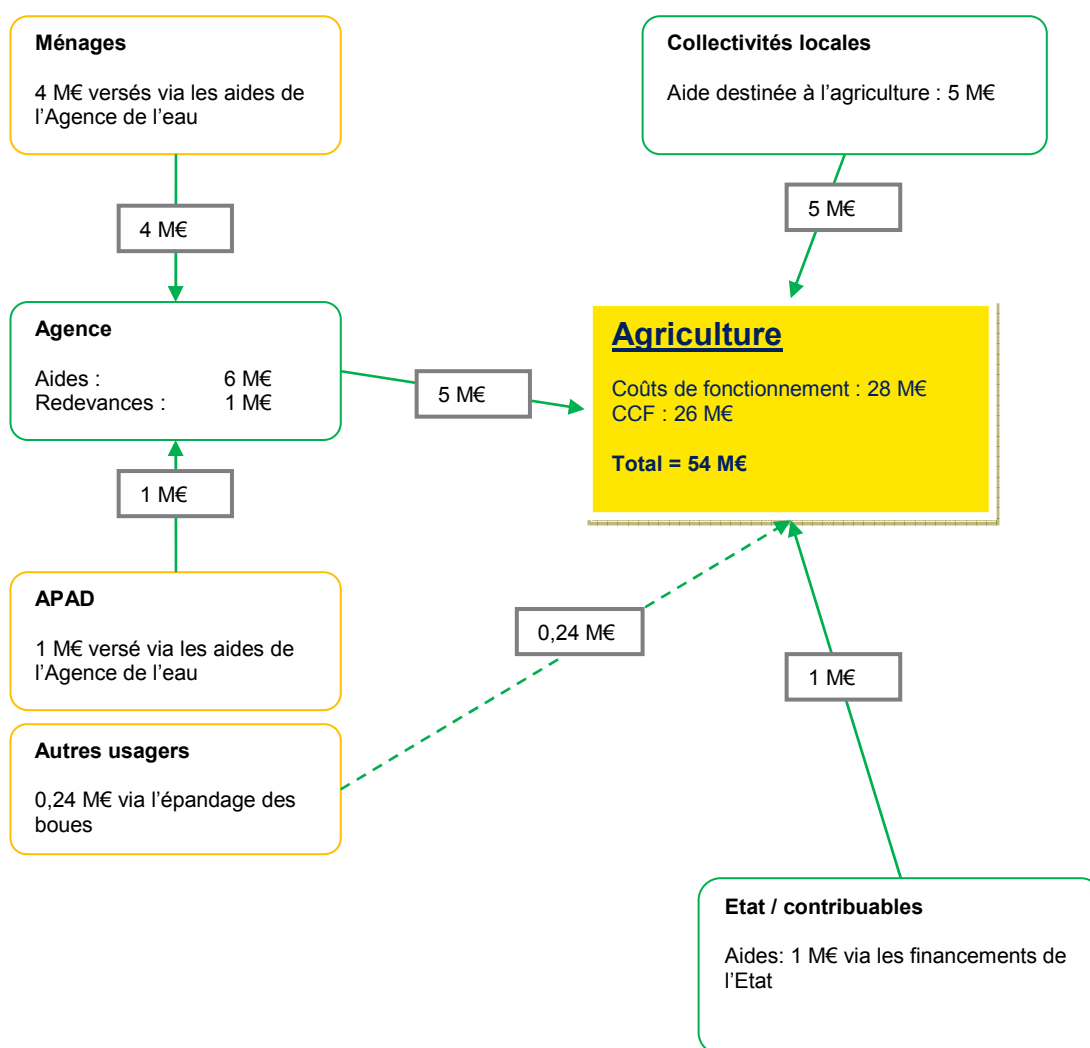 Ménages
4 M€ versés via les aides de
l’Agence de l’eau
Collectivités locales
Aide destinée à l’agriculture : 5 M€
4 M€
5 M€
Agence
Aides : 6 M€
Redevances : 1 M€
5 M€
Agriculture
Coûts de fonctionnement : 28 M€
CCF : 26 M€
Total = 54 M€
1 M€
APAD
1 M€ versé via les aides de
l’Agence de l’eau
0,24 M€
1 M€
Autres usagers
0,24 M€ via l’épandage des
boues
Etat / contribuables
Aides: 1 M€ via les financements de
l’Etat